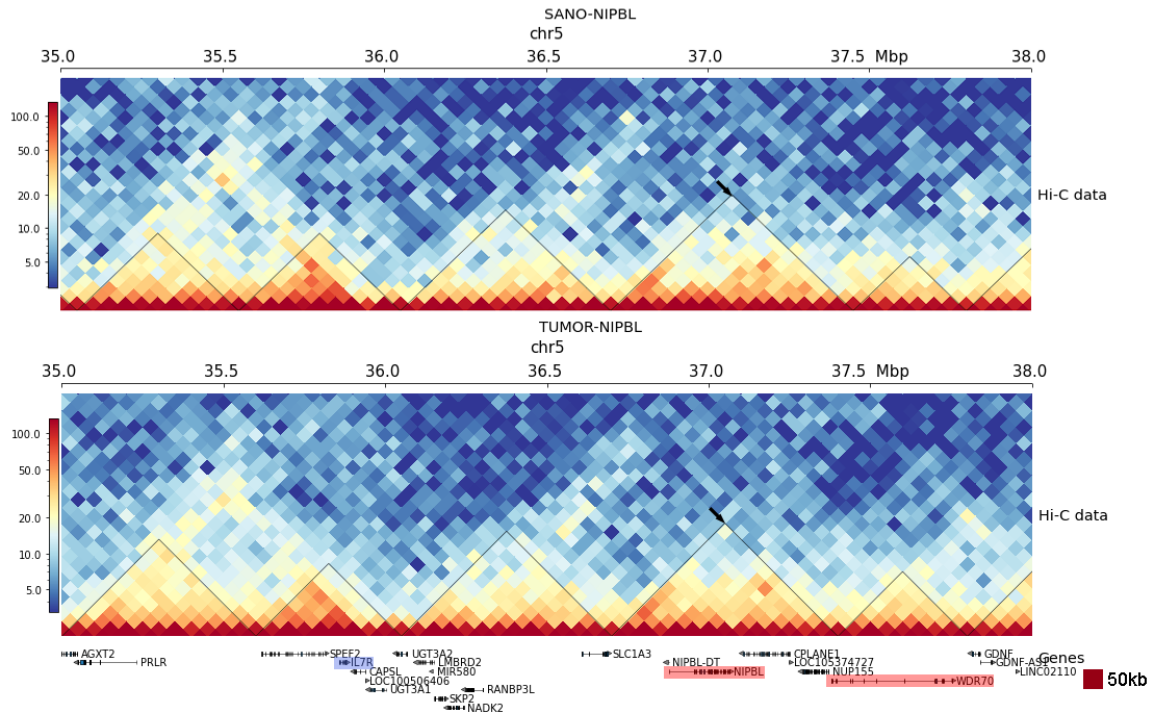 SANO-NIPBL
chr5
35.0 35.5 36.0 36.5 37.0 37.5 Mbp 38.0
100.0
50.0
20.0
10.0
5.0
Hi-C data
TUMOR-NIPBL
chr5
35.0 35.5 36.0 36.5 37.0 37.5 Mbp 38.0
100.0
50.0
20.0
10.0
5.0
Hi-C data
AGXT2 SPEF2 UGT3A2 SLC1A3 CPLANE1 GDNF
PRLR IL7R LMBRD2 NIPBL-DT LOC105374727 GDNF-AS1 Genes
CAPSL MIR580 NIPBL NUP155 LINC02110
LOC100506406 WDR70 50kb
UGT3A1 RANBP3L
SKP2
NADK2